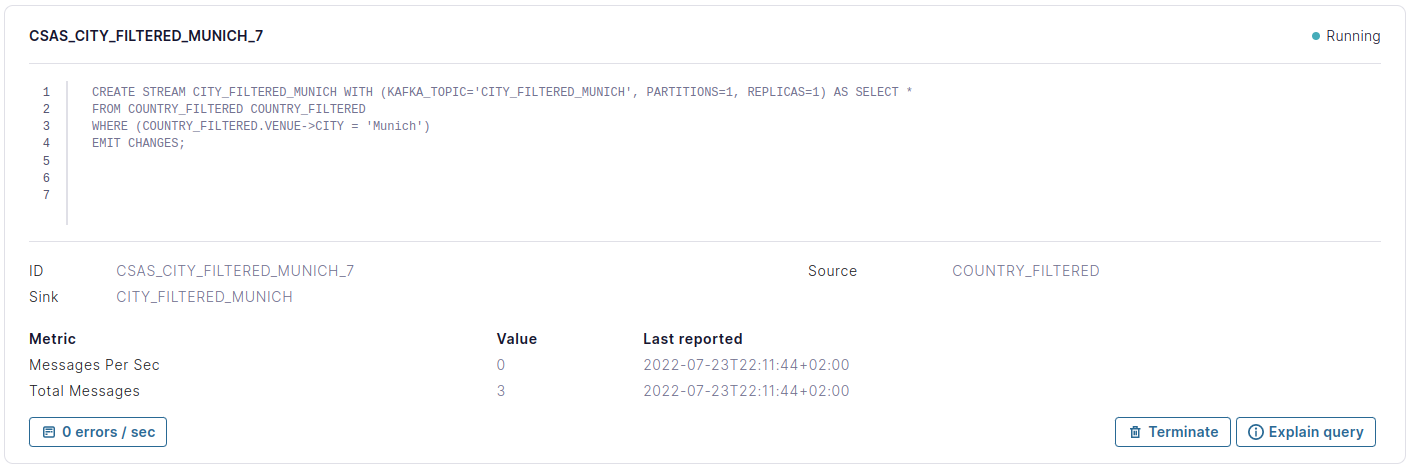 CSAS_CITY_FILTERED_MUNICH_7 Running
1 CREATE STREAM CITY_FILTERED_MUNICH WITH (KAFKA_TOPIC='CITY_FILTERED_MUNICH', PARTITIONS=1, REPLICAS=1) AS SELECT *
2 FROM COUNTRY_FILTERED COUNTRY_FILTERED
3 WHERE (COUNTRY_FILTERED.VENUE->CITY = 'Munich')
4 EMIT CHANGES;
5
6
7
ID CSAS_CITY_FILTERED_MUNICH_7 Source COUNTRY_FILTERED
Sink CITY_FILTERED_MUNICH
Metric Value Last reported
Messages Per Sec 0 2022-07-23T22:11:44+02:00
Total Messages 3 2022-07-23T22:11:44+02:00
0 errors / sec Terminate Explain query